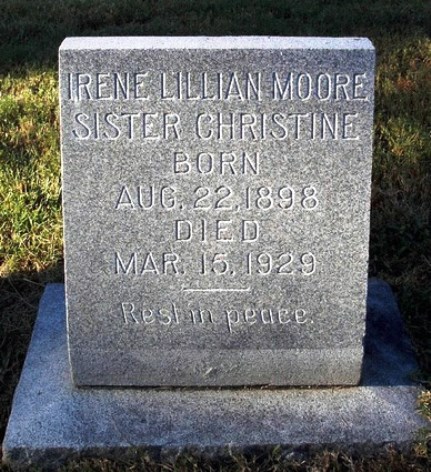 IRENE LILLIAN MOORE
SISTER CHRISTINE
BORN
AUG. 22, 1898
DIED
MAR. 15, 1929
Rest in peace.